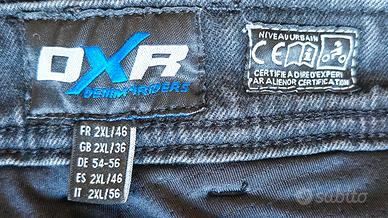 DXR
DENIM RIDERS
NIVEAU URBAIN
CE
CERTIFIÉ A DIRE D'EXPERT
PAR ALIENOR CERTIFICATION
FR 2XL/46
GB 2XL/36
DE 54-56
ES 2XL/46
IT 2XL/56
subito